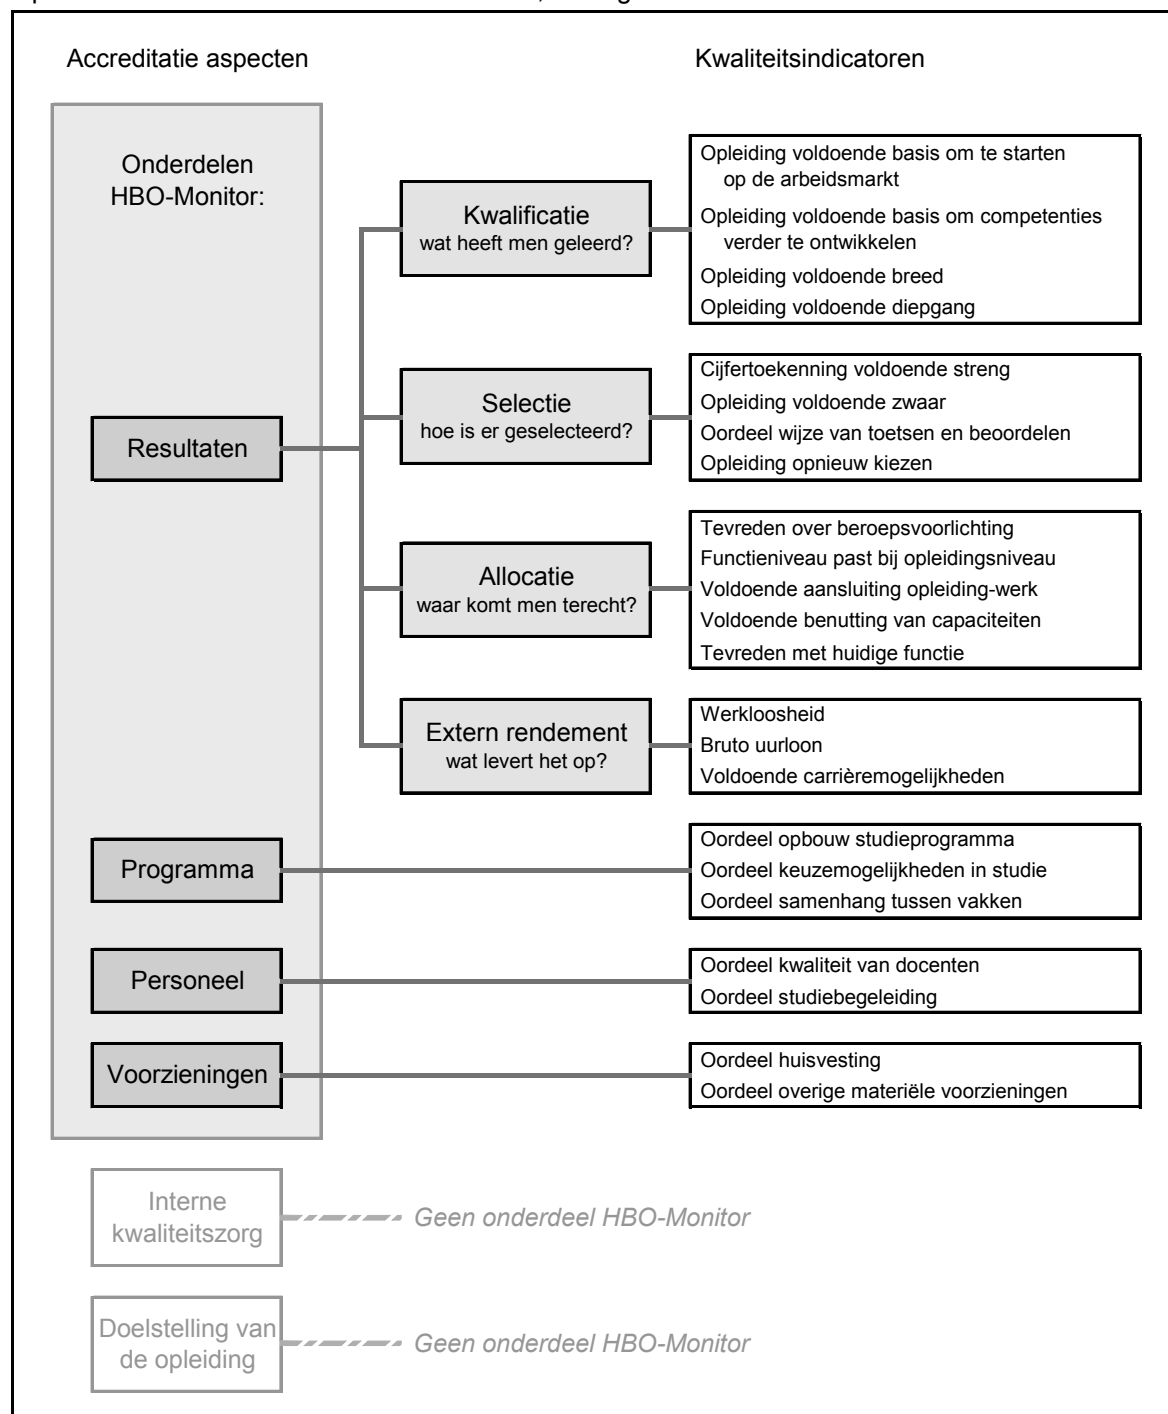 Accreditatie aspecten
Kwaliteitsindicatoren
Onderdelen
HBO-Monitor:
Resultaten
Kwalificatie
wat heeft men geleerd?
Opleiding voldoende basis om te starten
op de arbeidsmarkt
Opleiding voldoende basis om competenties
verder te ontwikkelen
Opleiding voldoende breed
Opleiding voldoende diepgang
Selectie
hoe is er geselecteerd?
Cijfertoekenning voldoende streng
Opleiding voldoende zwaar
Oordeel wijze van toetsen en beoordelen
Opleiding opnieuw kiezen
Allocatie
waar komt men terecht?
Tevreden over beroepsvoorlichting
Functieniveau past bij opleidingsniveau
Voldoende aansluiting opleiding-werk
Voldoende benutting van capaciteiten
Tevreden met huidige functie
Extern rendement
wat levert het op?
Werkloosheid
Bruto uurloon
Voldoende carrièremogelijkheden
Programma
Oordeel opbouw studieprogramma
Oordeel keuzemogelijkheden in studie
Oordeel samenhang tussen vakken
Personeel
Oordeel kwaliteit van docenten
Oordeel studiebegeleiding
Voorzieningen
Oordeel huisvesting
Oordeel overige materiële voorzieningen
Interne
kwaliteitszorg
Geen onderdeel HBO-Monitor
Doelstelling van
de opleiding
Geen onderdeel HBO-Monitor